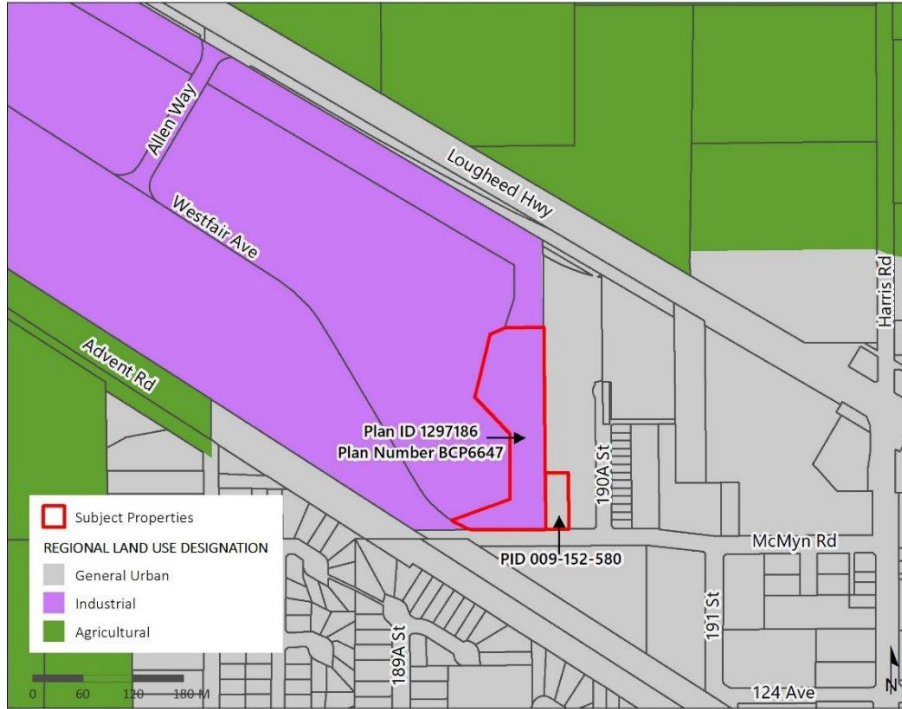 Allen Way
Lougheed Hwy
Westfair Ave
Harris Rd
Advent Rd
Plan ID 1297186
Plan Number BCP6647
190A St
Subject Properties
REGIONAL LAND USE DESIGNATION
General Urban
Industrial
Agricultural
McMyn Rd
PID 009-152-580
191 St
189A St
0 60 120 180 M
124 Ave
N